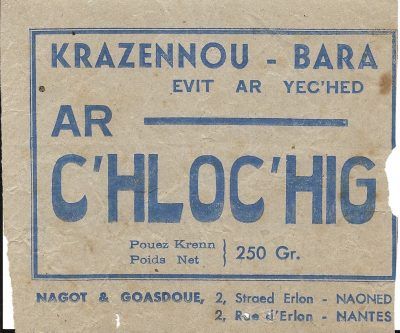 KRAZENNOU - BARA
EVIT AR YEC'HED
AR
C'HLOC'HIG
Pouez Krenn
Poids Net } 250 Gr.
NAGOT & GOASDOUE, 2, Straed Erlon - NAONED
2, Rue d'Erlon - NANTES